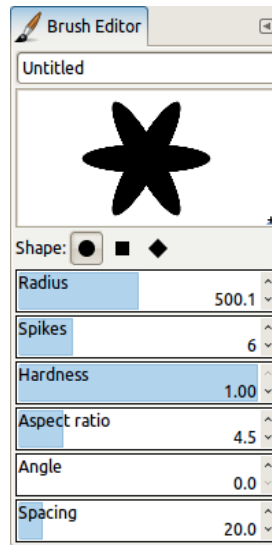 Brush Editor
Untitled
Shape:
Radius
500.1
Spikes
6
Hardness
1.00
Aspect ratio
4.5
Angle
0.0
Spacing
20.0